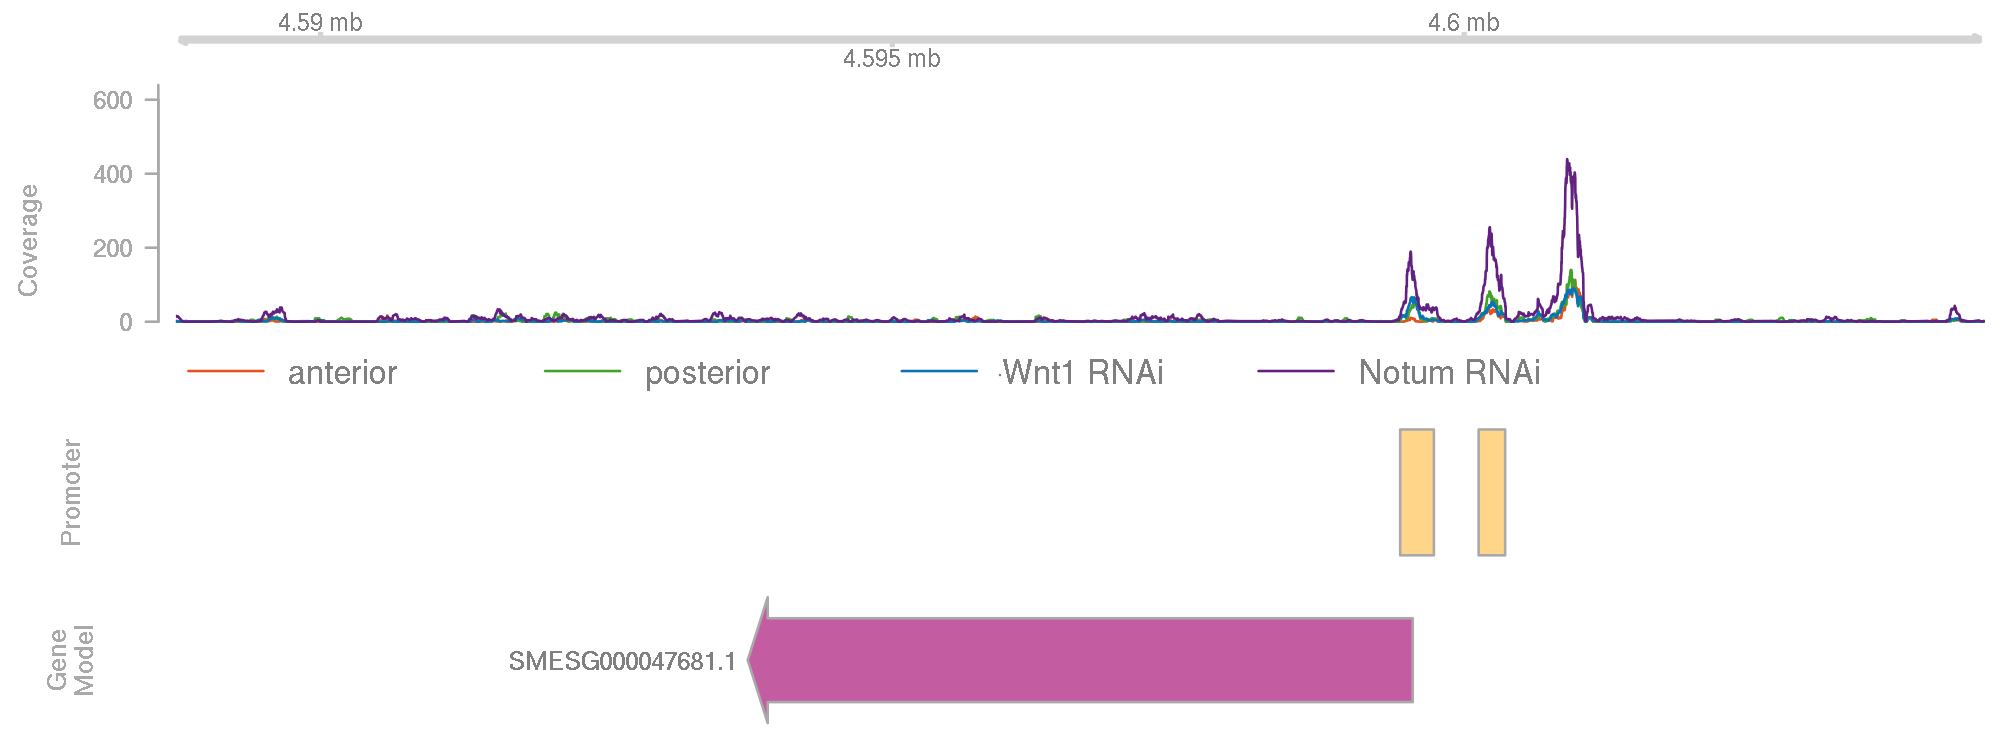 4.59 mb
4.6 mb
4.595 mb
Coverage
600
400
200
0
anterior
posterior
Wnt1 RNAi
Notum RNAi
Promoter
Gene
Model
SMESG000047681.1